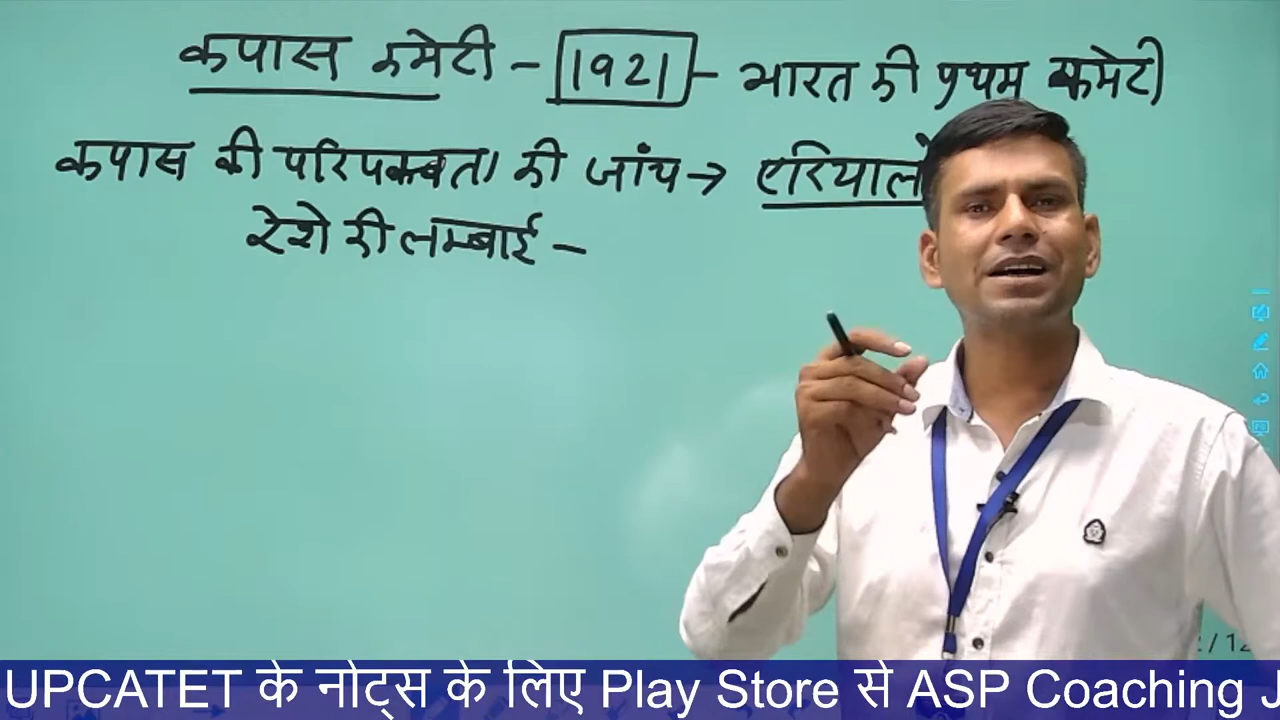 कपास कमेटी - 1921 - भारत की प्रथम कमेटी
कपास की परिपक्वता की जांच → एरियालो
रेशे की लम्बाई -
UPCATET के नोट्स के लिए Play Store से ASP Coaching J